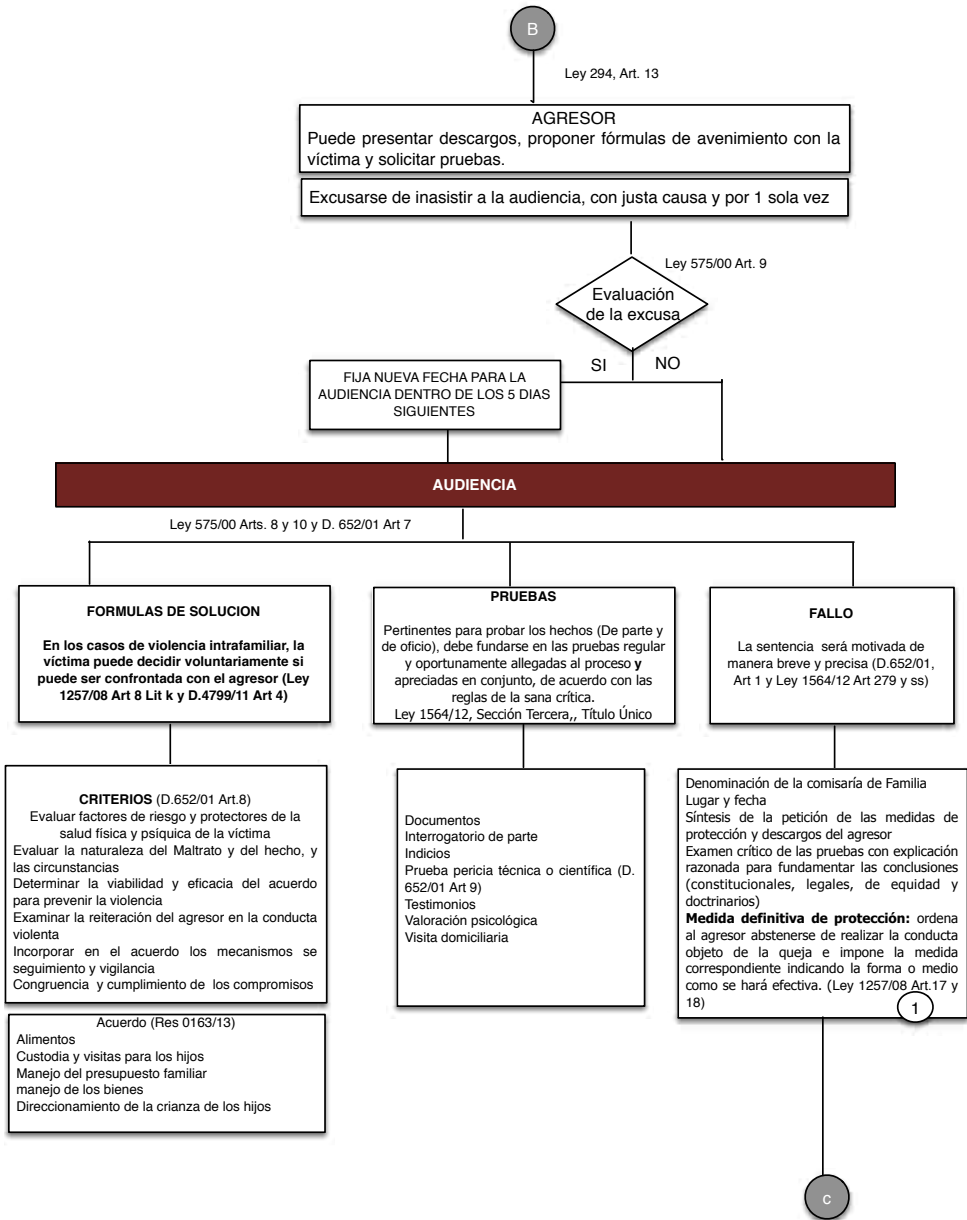 B
Ley 294, Art. 13
AGRESOR
Puede presentar descargos, proponer fórmulas de avenimiento con la
víctima y solicitar pruebas.
Excusarse de inasistir a la audiencia, con justa causa y por 1 sola vez
Ley 575/00 Art. 9
Evaluación
de la excusa
SI
NO
FIJA NUEVA FECHA PARA LA
AUDIENCIA DENTRO DE LOS 5 DIAS
SIGUIENTES
AUDIENCIA
Ley 575/00 Arts. 8 y 10 y D. 652/01 Art 7
FORMULAS DE SOLUCION
En los casos de violencia intrafamiliar, la
víctima puede decidir voluntariamente si
puede ser confrontada con el agresor (Ley
1257/08 Art 8 Lit k y D.4799/11 Art 4)
PRUEBAS
Pertinentes para probar los hechos (De parte y
de oficio), debe fundarse en las pruebas regular
y oportunamente allegadas al proceso y
apreciadas en conjunto, de acuerdo con las
reglas de la sana crítica.
Ley 1564/12, Sección Tercera,, Título Único
FALLO
La sentencia será motivada de
manera breve y precisa (D.652/01,
Art 1 y Ley 1564/12 Art 279 y ss)
CRITERIOS (D.652/01 Art.8)
Evaluar factores de riesgo y protectores de la
salud física y psíquica de la víctima
Evaluar la naturaleza del Maltrato y del hecho, y
las circunstancias
Determinar la viabilidad y eficacia del acuerdo
para prevenir la violencia
Examinar la reiteración del agresor en la conducta
violenta
Incorporar en el acuerdo los mecanismos se
seguimiento y vigilancia
Congruencia y cumplimiento de los compromisos
Acuerdo (Res 0163/13)
Alimentos
Custodia y visitas para los hijos
Manejo del presupuesto familiar
manejo de los bienes
Direccionamiento de la crianza de los hijos
Documentos
Interrogatorio de parte
Indicios
Prueba pericia técnica o científica (D.
652/01 Art 9)
Testimonios
Valoración psicológica
Visita domiciliaria
Denominación de la comisaría de Familia
Lugar y fecha
Síntesis de la petición de las medidas de
protección y descargos del agresor
Examen crítico de las pruebas con explicación
razonada para fundamentar las conclusiones
(constitucionales, legales, de equidad y
doctrinarios)
Medida definitiva de protección: ordena
al agresor abstenerse de realizar la conducta
objeto de la queja e impone la medida
correspondiente indicando la forma o medio
como se hará efectiva. (Ley 1257/08 Art.17 y
18)
1
c